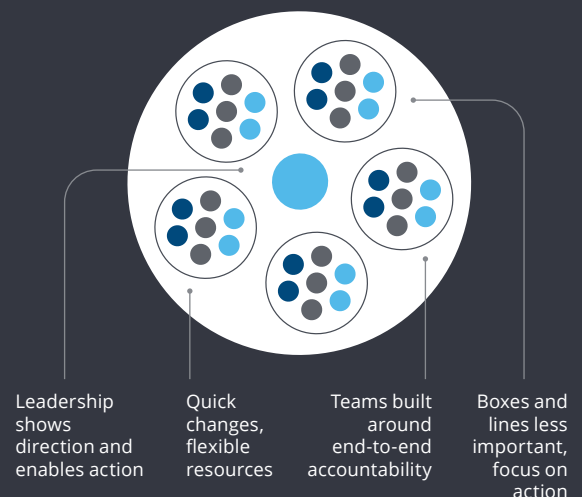 Leadership
shows
direction and
enables action
Quick
changes,
flexible
resources
Teams built
around
end-to-end
accountability
Boxes and
lines less
important,
focus on
action